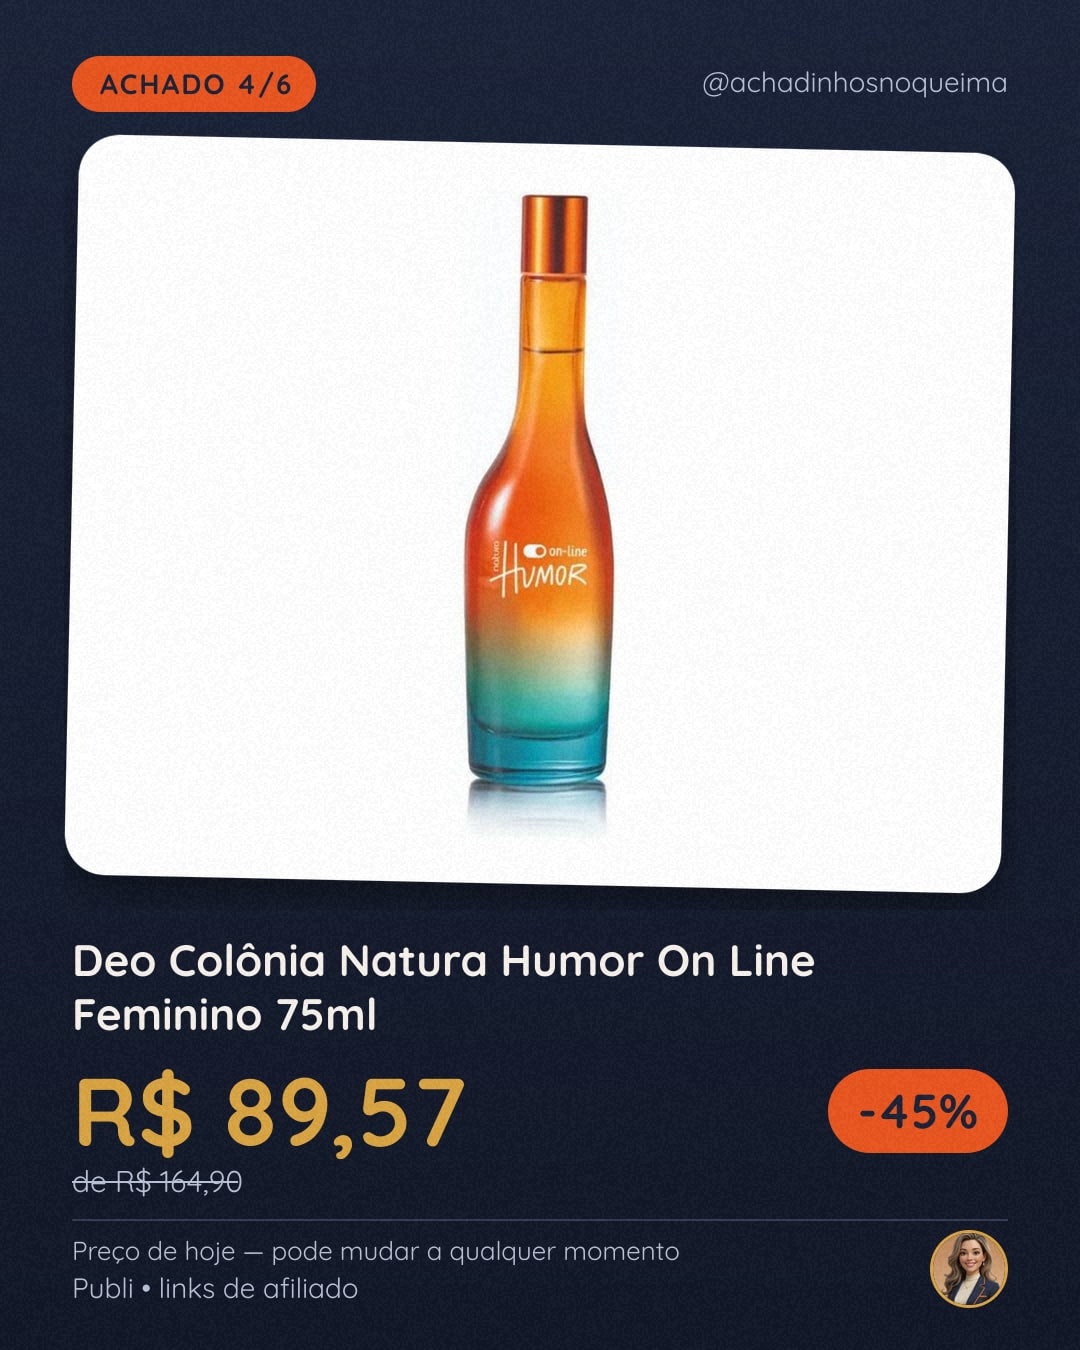 ACHADO 4/6
@achadinhosnoqueima
natura
on-line
HUMOR
Deo Colônia Natura Humor On Line
Feminino 75ml
R$ 89,57
-45%
de R$ 164,90
Preço de hoje — pode mudar a qualquer momento
Publi • links de afiliado